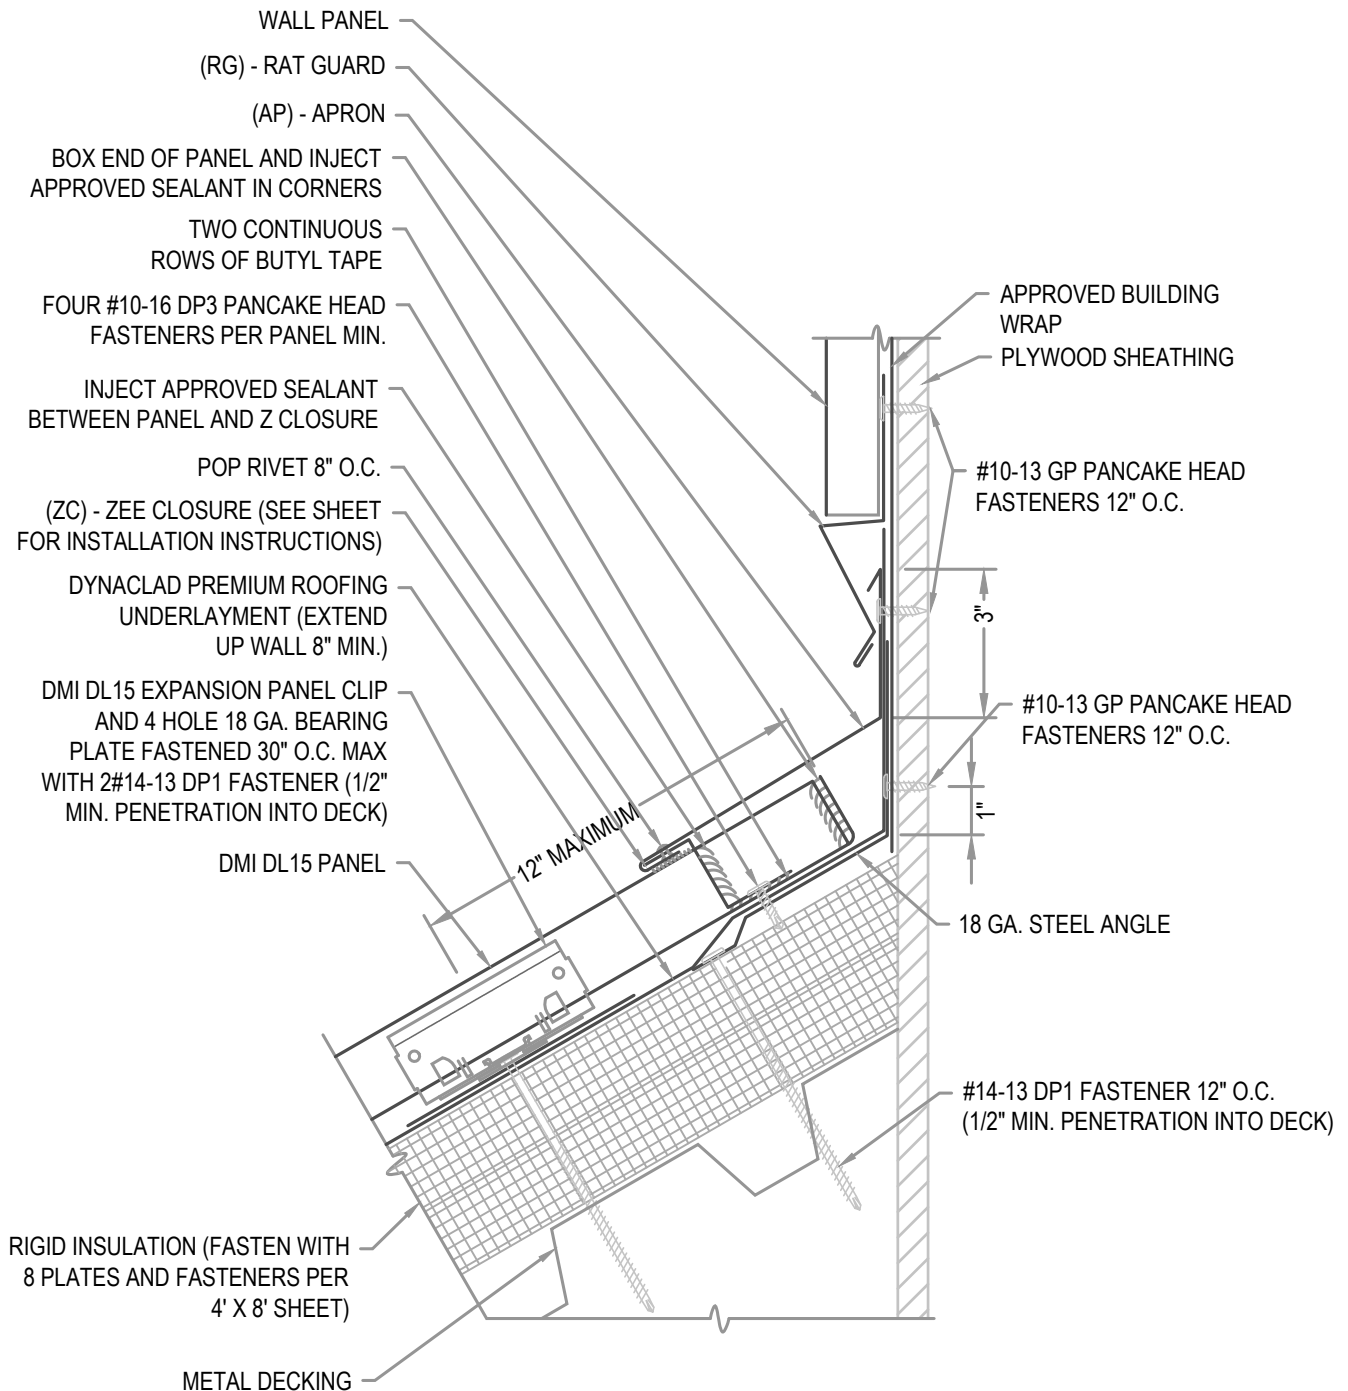 WALL PANEL
(RG) - RAT GUARD
(AP) - APRON
BOX END OF PANEL AND INJECT
APPROVED SEALANT IN CORNERS
TWO CONTINUOUS
ROWS OF BUTYL TAPE
FOUR #10-16 DP3 PANCAKE HEAD
FASTENERS PER PANEL MIN.
INJECT APPROVED SEALANT
BETWEEN PANEL AND Z CLOSURE
POP RIVET 8" O.C.
(ZC) - ZEE CLOSURE (SEE SHEET
FOR INSTALLATION INSTRUCTIONS)
DYNACLAD PREMIUM ROOFING
UNDERLAYMENT (EXTEND
UP WALL 8" MIN.)
DMI DL15 EXPANSION PANEL CLIP
AND 4 HOLE 18 GA. BEARING
PLATE FASTENED 30" O.C. MAX
WITH 2#14-13 DP1 FASTENER (1/2"
MIN. PENETRATION INTO DECK)
DMI DL15 PANEL
RIGID INSULATION (FASTEN WITH
8 PLATES AND FASTENERS PER
4' X 8' SHEET)
METAL DECKING
12" MAXIMUM
APPROVED BUILDING
WRAP
PLYWOOD SHEATHING
#10-13 GP PANCAKE HEAD
FASTENERS 12" O.C.
3"
#10-13 GP PANCAKE HEAD
FASTENERS 12" O.C.
1"
18 GA. STEEL ANGLE
#14-13 DP1 FASTENER 12" O.C.
(1/2" MIN. PENETRATION INTO DECK)